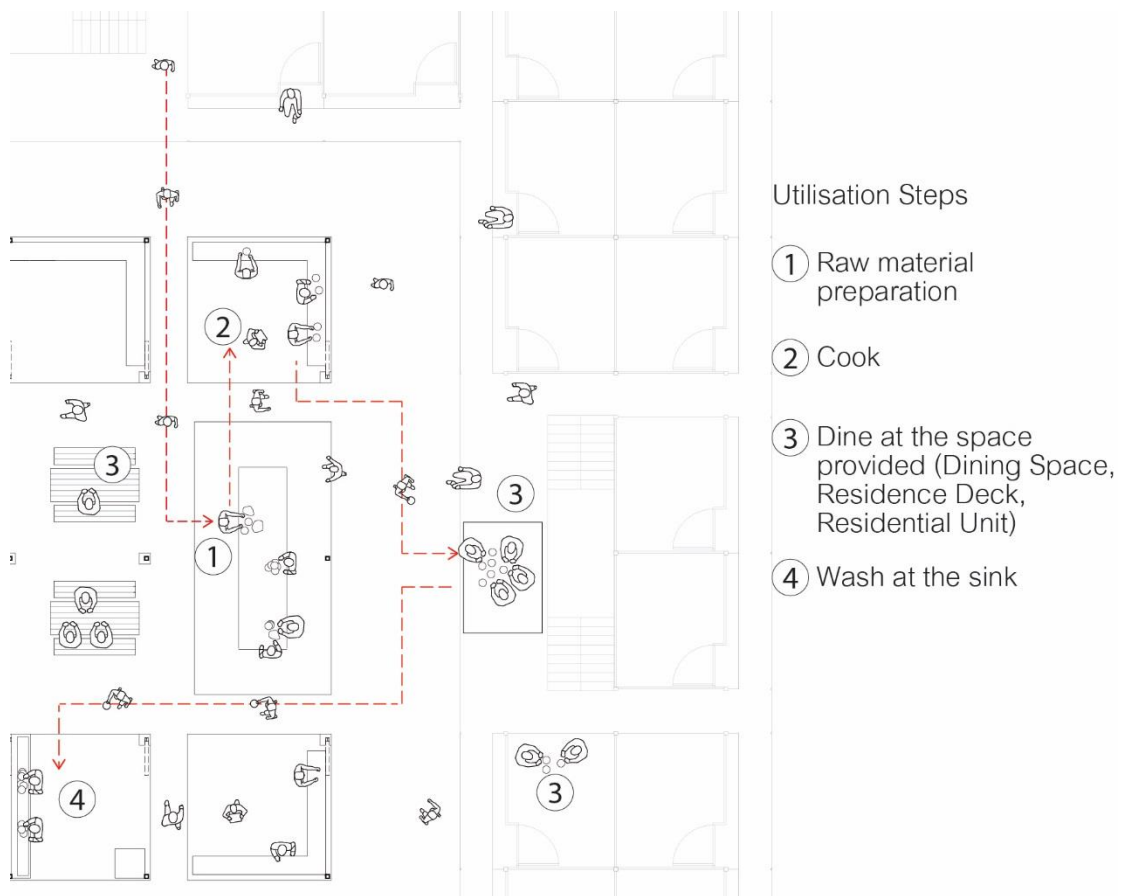 Utilisation Steps
1 Raw material
preparation
2 Cook
3 Dine at the space
provided (Dining Space,
Residence Deck,
Residential Unit)
4 Wash at the sink
2
3
3
1
4
3